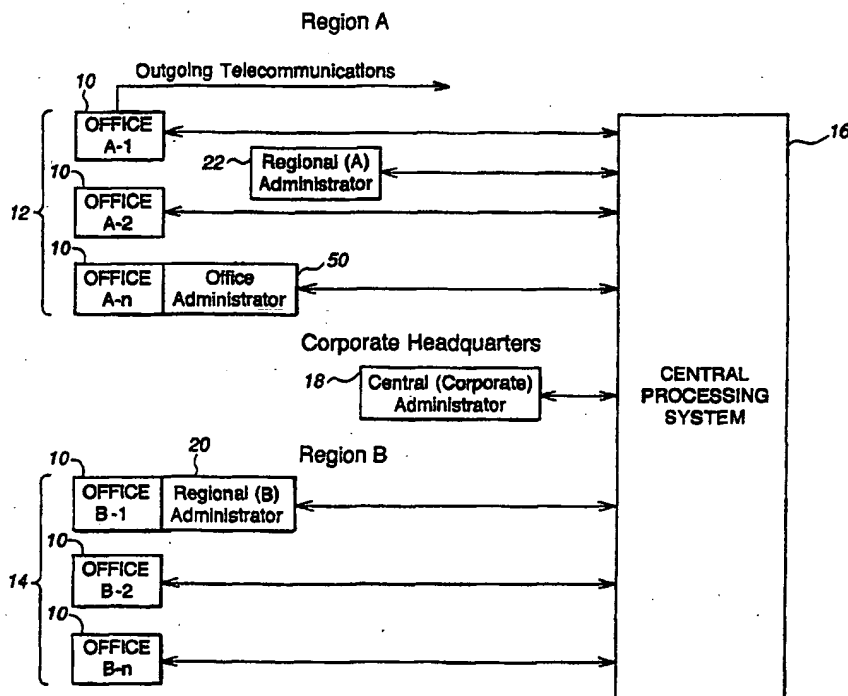 Region A
Outgoing Telecommunications
10
OFFICE
A-1
16
22
Regional (A)
Administrator
10
OFFICE
A-2
12
10
OFFICE
A-n
Office
Administrator
50
Corporate Headquarters
18
Central (Corporate)
Administrator
CENTRAL
PROCESSING
SYSTEM
Region B
10
20
OFFICE
B-1
Regional (B)
Administrator
10
OFFICE
B-2
14
10
OFFICE
B-n